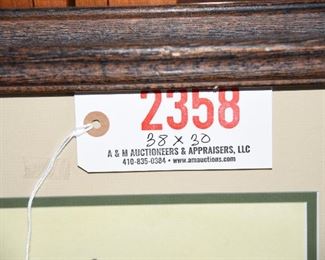 2358
38 x 30
A & M AUCTIONEERS & APPRAISERS, LLC
410-835-0384 • www.amauctions.com